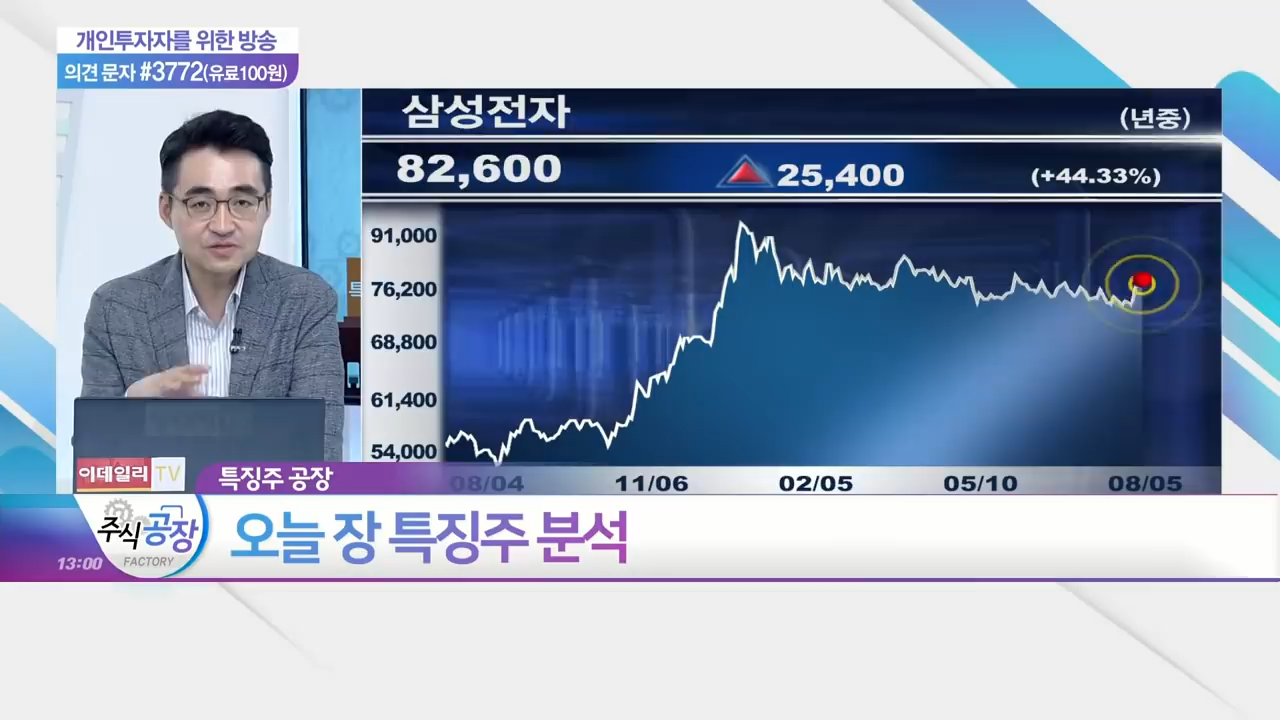 개인투자자를 위한 방송
의견 문자 #3772(유료100원)
삼성전자
(년중)
82,600
25,400
(+44.33%)
91,000
76,200
68,800
61,400
54,000
08/04
11/06
02/05
05/10
08/05
특
이데일리 TV
특징주 공장
주식공장
FACTORY
13:00
오늘 장 특징주 분석